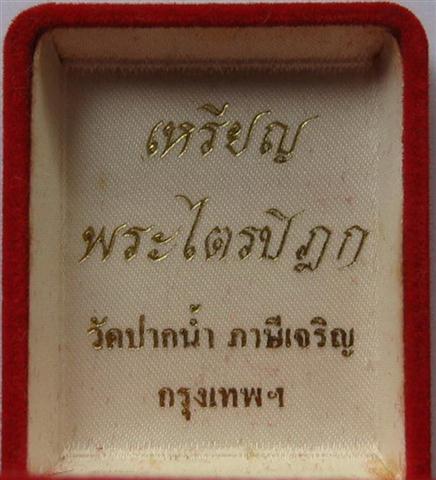 เหรียญ
พระไตรปิฎก
วัดปากน้ำ ภาษีเจริญ
กรุงเทพฯ